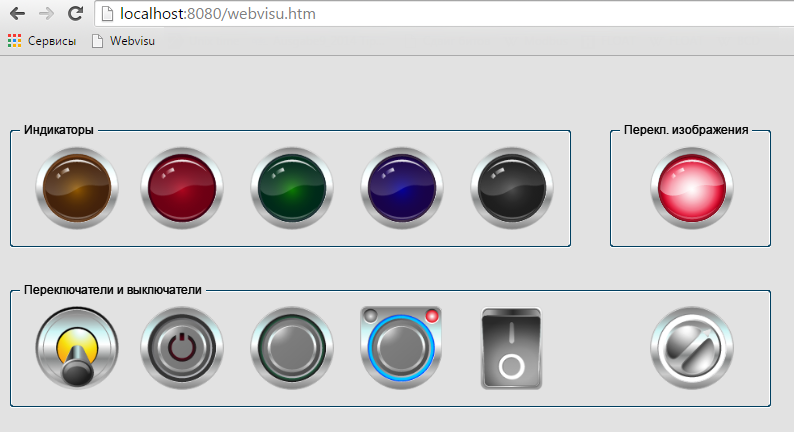 localhost:8080/webvisu.htm
Сервисы Webvisu
Индикаторы Перекл. изображения
Переключатели и выключатели